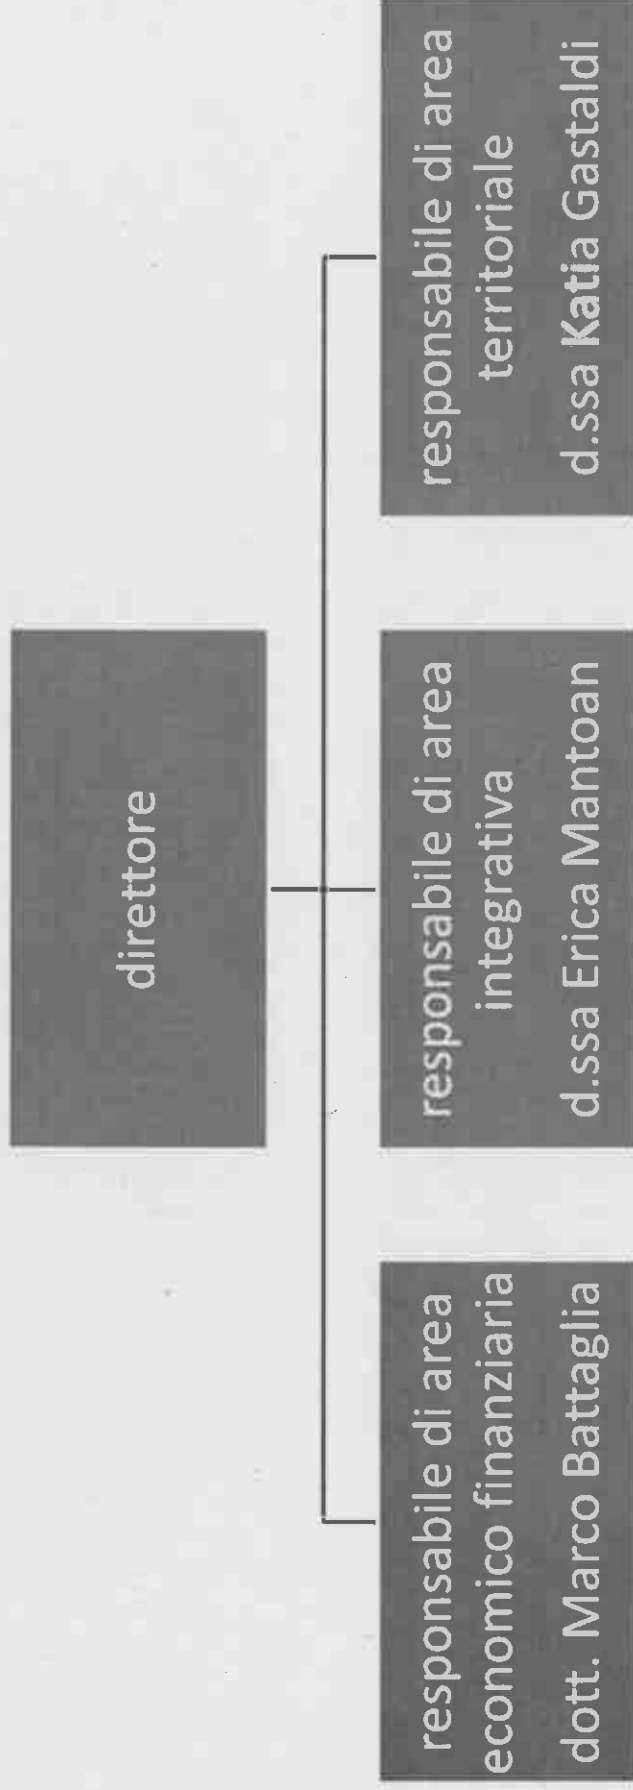 direttore
responsabile di area
economico finanziaria
dott. Marco Battaglia
responsabile di area
integrativa
d.ssa Erica Mantoan
responsabile di area
territoriale
d.ssa Katia Gastaldi